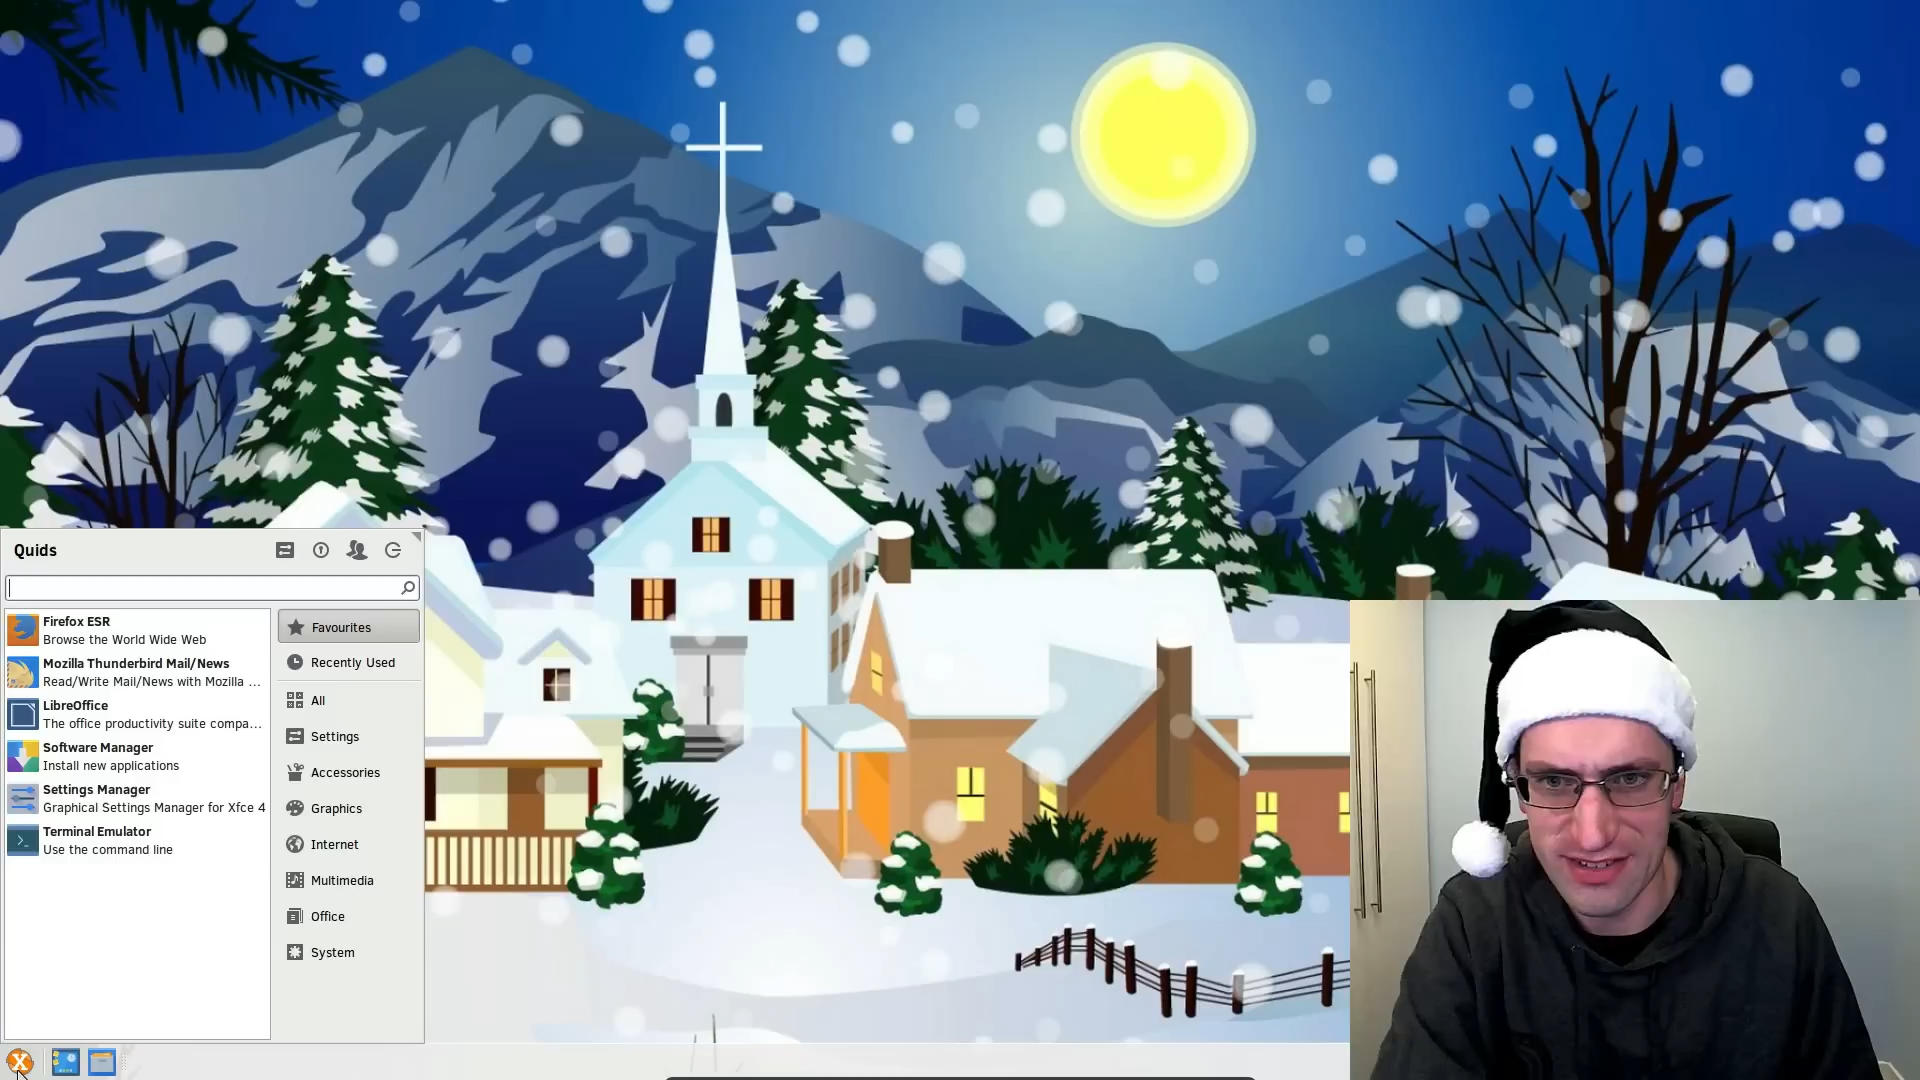 Quids
Firefox ESR
Browse the World Wide Web
Mozilla Thunderbird Mail/News
Read/Write Mail/News with Mozilla ...
LibreOffice
The office productivity suite compa...
Software Manager
Install new applications
Settings Manager
Graphical Settings Manager for Xfce 4
Terminal Emulator
Use the command line
Favourites
Recently Used
All
Settings
Accessories
Graphics
Internet
Multimedia
Office
System
X